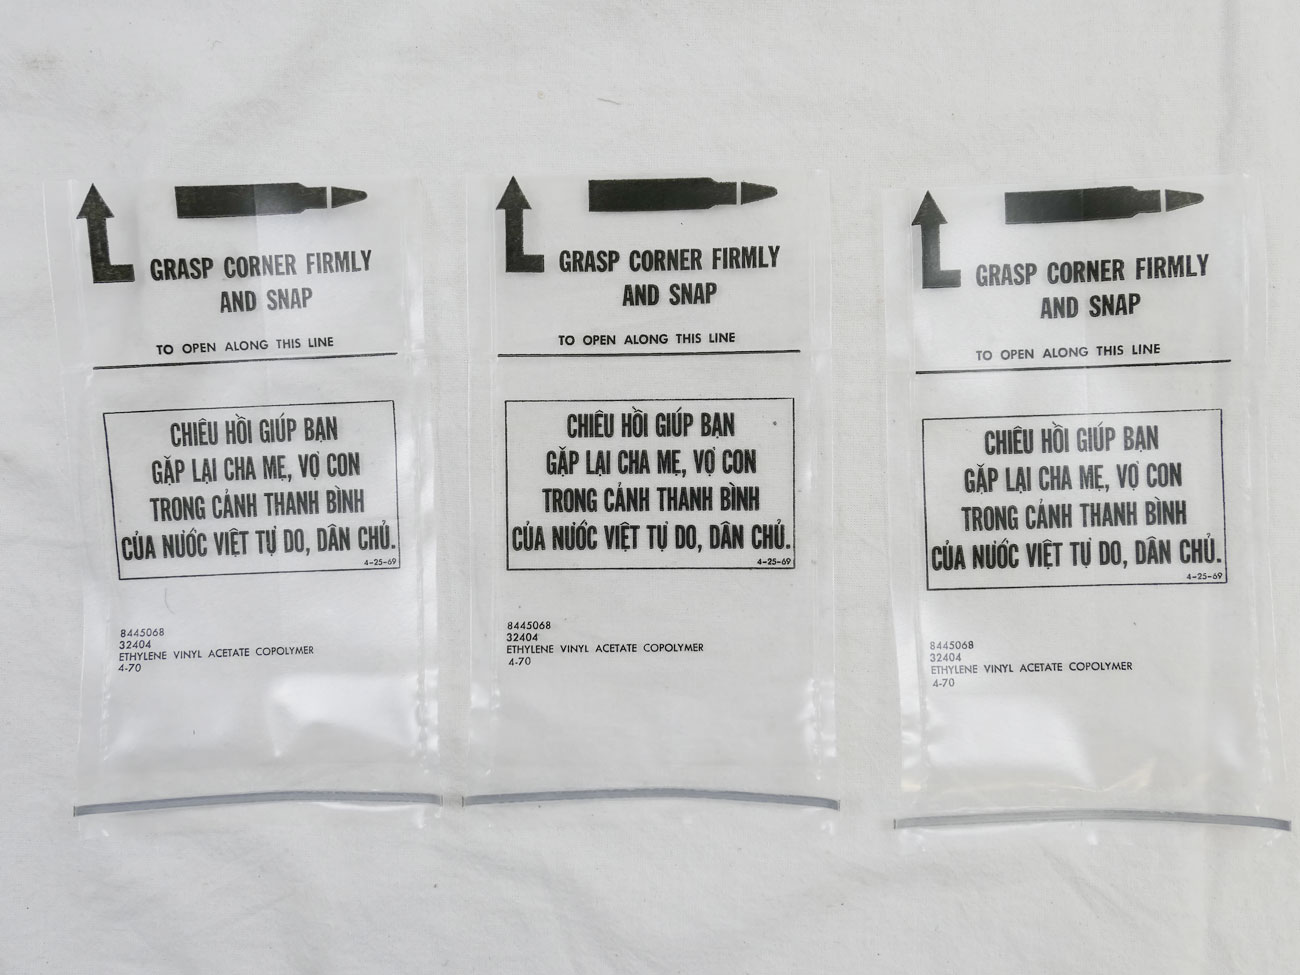 GRASP CORNER FIRMLY
AND SNAP
TO OPEN ALONG THIS LINE
CHIÊU HỒI GIÚP BẠN
GẶP LẠI CHA MẸ, VỢ CON
TRONG CẢNH THANH BÌNH
CỦA NƯỚC VIỆT TỰ DO, DÂN CHỦ.
4-25-69
8445068
32404
ETHYLENE VINYL ACETATE COPOLYMER
4-70
GRASP CORNER FIRMLY
AND SNAP
TO OPEN ALONG THIS LINE
CHIÊU HỒI GIÚP BẠN
GẶP LẠI CHA MẸ, VỢ CON
TRONG CẢNH THANH BÌNH
CỦA NƯỚC VIỆT TỰ DO, DÂN CHỦ.
4-25-69
8445068
32404
ETHYLENE VINYL ACETATE COPOLYMER
4-70
GRASP CORNER FIRMLY
AND SNAP
TO OPEN ALONG THIS LINE
CHIÊU HỒI GIÚP BẠN
GẶP LẠI CHA MẸ, VỢ CON
TRONG CẢNH THANH BÌNH
CỦA NƯỚC VIỆT TỰ DO, DÂN CHỦ.
4-25-69
8445068
32404
ETHYLENE VINYL ACETATE COPOLYMER
4-70